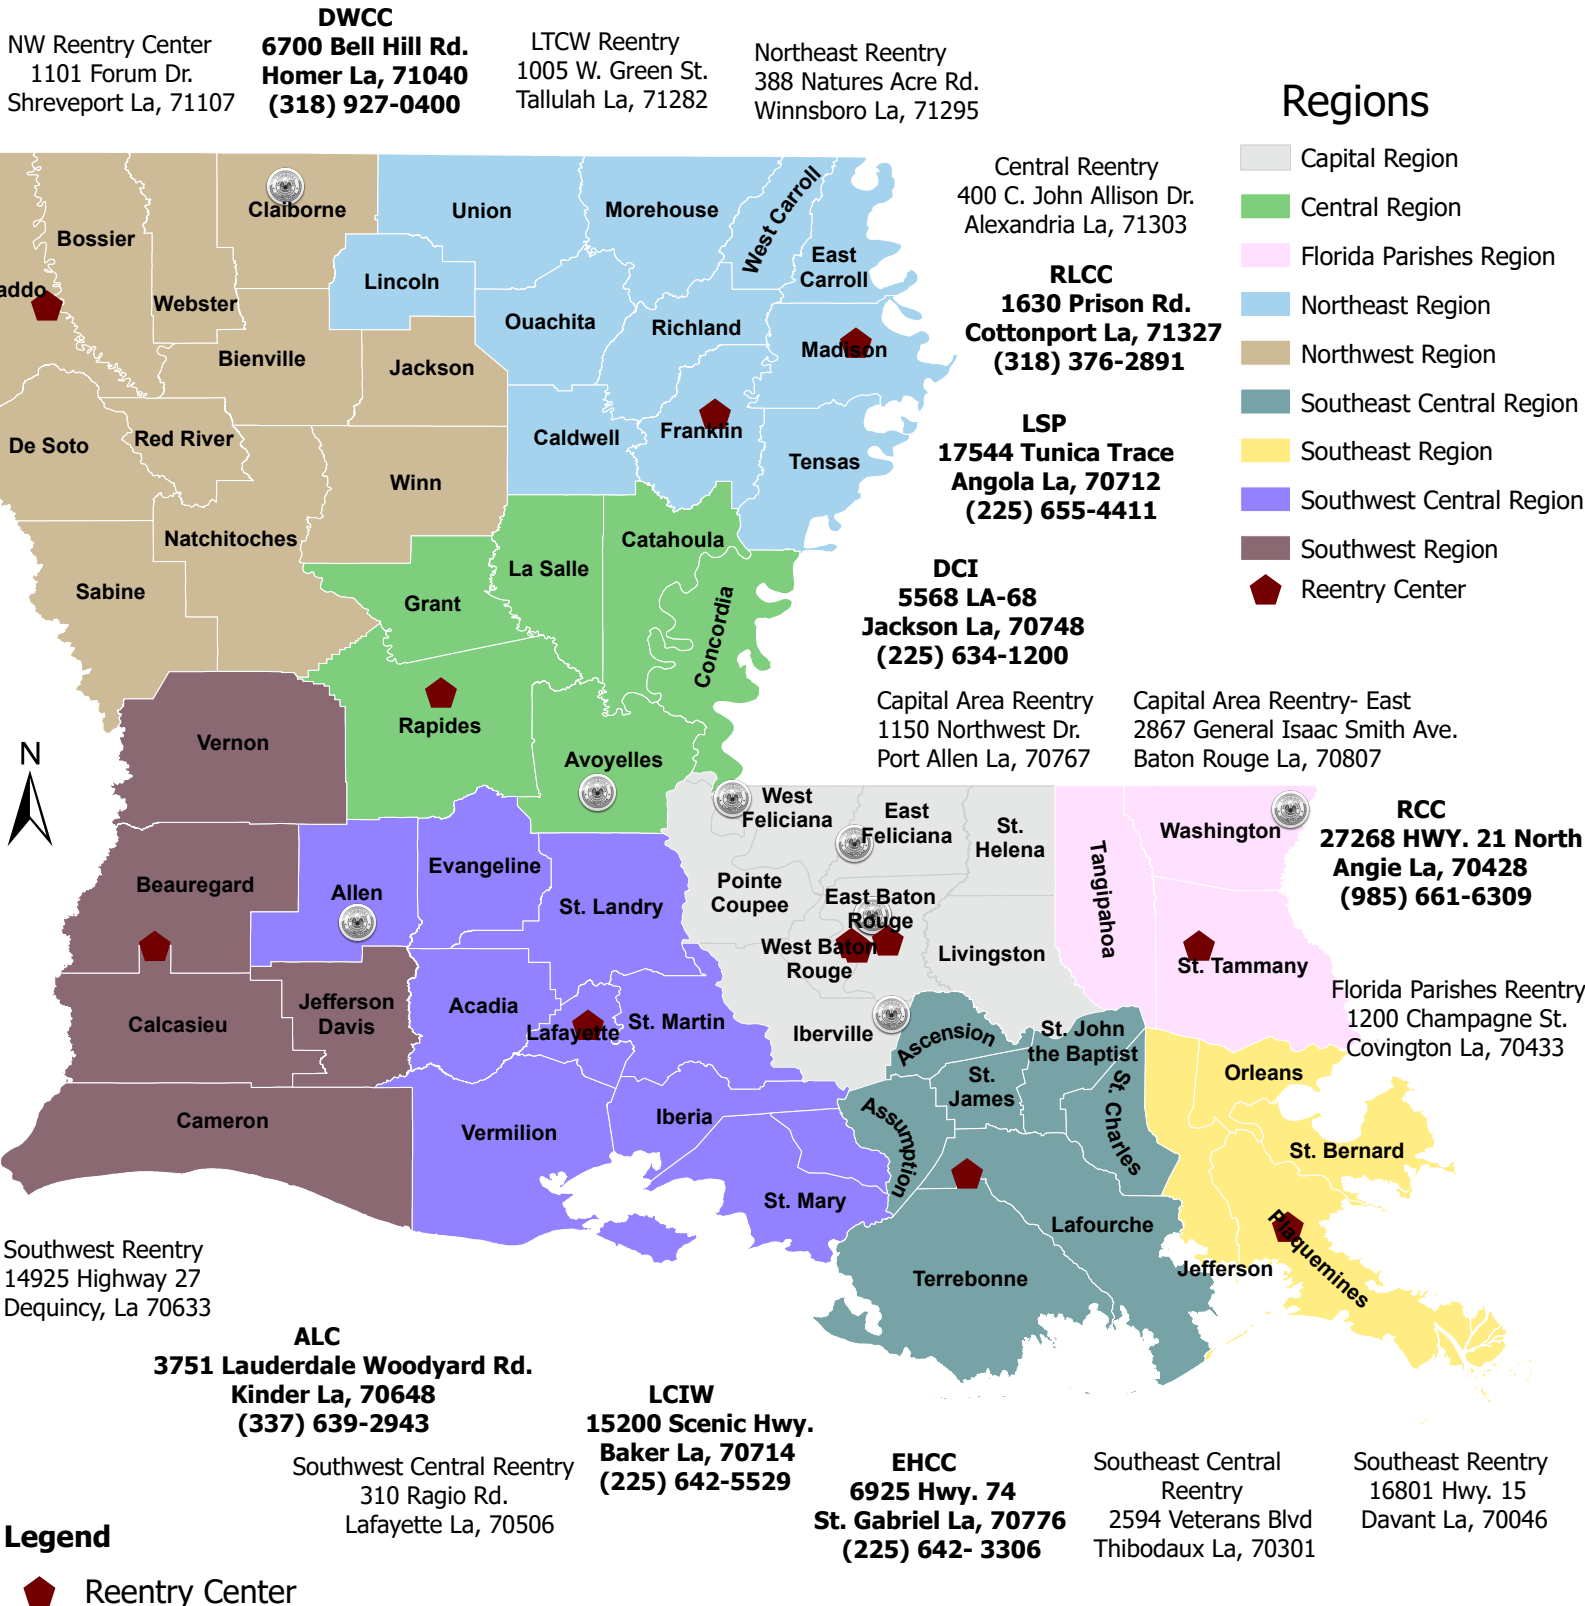 DWCC
6700 Bell Hill Rd.
Homer La, 71040
(318) 927-0400
NW Reentry Center
1101 Forum Dr.
Shreveport La, 71107
LTCW Reentry
1005 W. Green St.
Tallulah La, 71282
Northeast Reentry
388 Natures Acre Rd.
Winnsboro La, 71295
Regions
Capital Region
Central Region
Florida Parishes Region
Northeast Region
Northwest Region
Southeast Central Region
Southeast Region
Southwest Central Region
Southwest Region
Reentry Center
Central Reentry
400 C. John Allison Dr.
Alexandria La, 71303
RLCC
1630 Prison Rd.
Cottonport La, 71327
(318) 376-2891
LSP
17544 Tunica Trace
Angola La, 70712
(225) 655-4411
DCI
5568 LA-68
Jackson La, 70748
(225) 634-1200
Capital Area Reentry
1150 Northwest Dr.
Port Allen La, 70767
Capital Area Reentry- East
2867 General Isaac Smith Ave.
Baton Rouge La, 70807
RCC
27268 HWY. 21 North
Angie La, 70428
(985) 661-6309
Florida Parishes Reentry
1200 Champagne St.
Covington La, 70433
Claiborne
Union
Morehouse
West Carroll
East
Carroll
Bossier
Lincoln
addo
Webster
Ouachita
Richland
Madison
Bienville
Jackson
De Soto
Red River
Caldwell
Franklin
Tensas
Winn
Natchitoches
Catahoula
La Salle
Sabine
Grant
Concordia
N
Vernon
Rapides
Avoyelles
West
Feliciana
East
Feliciana
St.
Helena
Washington
Tangipahoa
Beauregard
Allen
Evangeline
St. Landry
Pointe
Coupee
East Baton
Rouge
West Baton
Rouge
Livingston
St. Tammany
Calcasieu
Jefferson
Davis
Acadia
Lafayette
St. Martin
Iberville
Ascension
St. John
the Baptist
St.
James
St. Charles
Orleans
Cameron
Vermilion
Iberia
Assumption
St. Bernard
St. Mary
Lafourche
Plaquemines
Terrebonne
Jefferson
Southwest Reentry
14925 Highway 27
Dequincy, La 70633
ALC
3751 Lauderdale Woodyard Rd.
Kinder La, 70648
(337) 639-2943
Southwest Central Reentry
310 Ragio Rd.
Lafayette La, 70506
LCIW
15200 Scenic Hwy.
Baker La, 70714
(225) 642-5529
EHCC
6925 Hwy. 74
St. Gabriel La, 70776
(225) 642- 3306
Southeast Central
Reentry
2594 Veterans Blvd
Thibodaux La, 70301
Southeast Reentry
16801 Hwy. 15
Davant La, 70046
Legend
Reentry Center